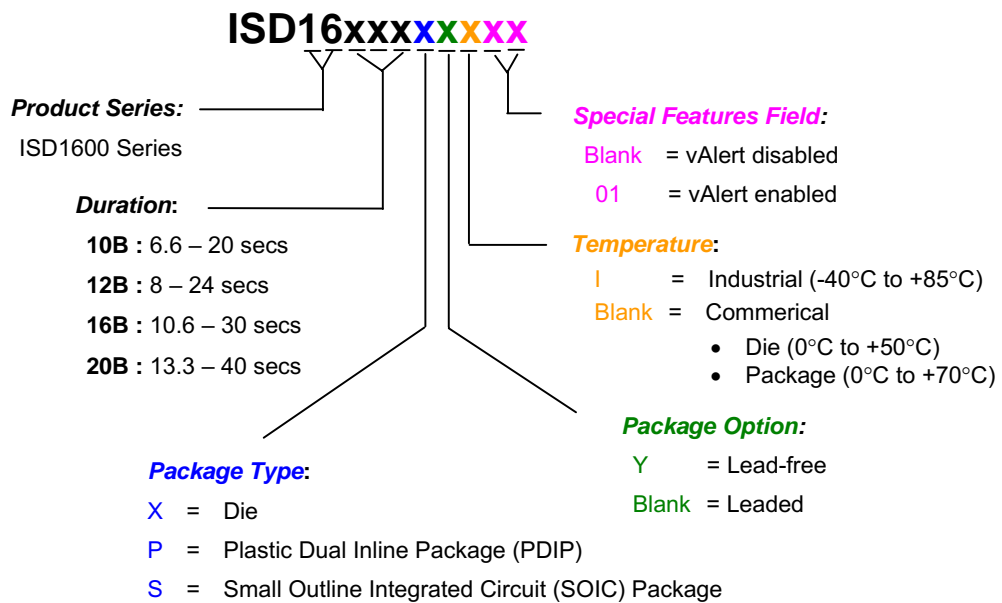 ISD16xxxxxxxx
Product Series:
ISD1600 Series
Duration:
10B : 6.6 – 20 secs
12B : 8 – 24 secs
16B : 10.6 – 30 secs
20B : 13.3 – 40 secs
Special Features Field:
Blank = vAlert disabled
01 = vAlert enabled
Temperature:
I = Industrial (-40°C to +85°C)
Blank = Commerical
• Die (0°C to +50°C)
• Package (0°C to +70°C)
Package Option:
Y = Lead-free
Blank = Leaded
Package Type:
X = Die
P = Plastic Dual Inline Package (PDIP)
S = Small Outline Integrated Circuit (SOIC) Package